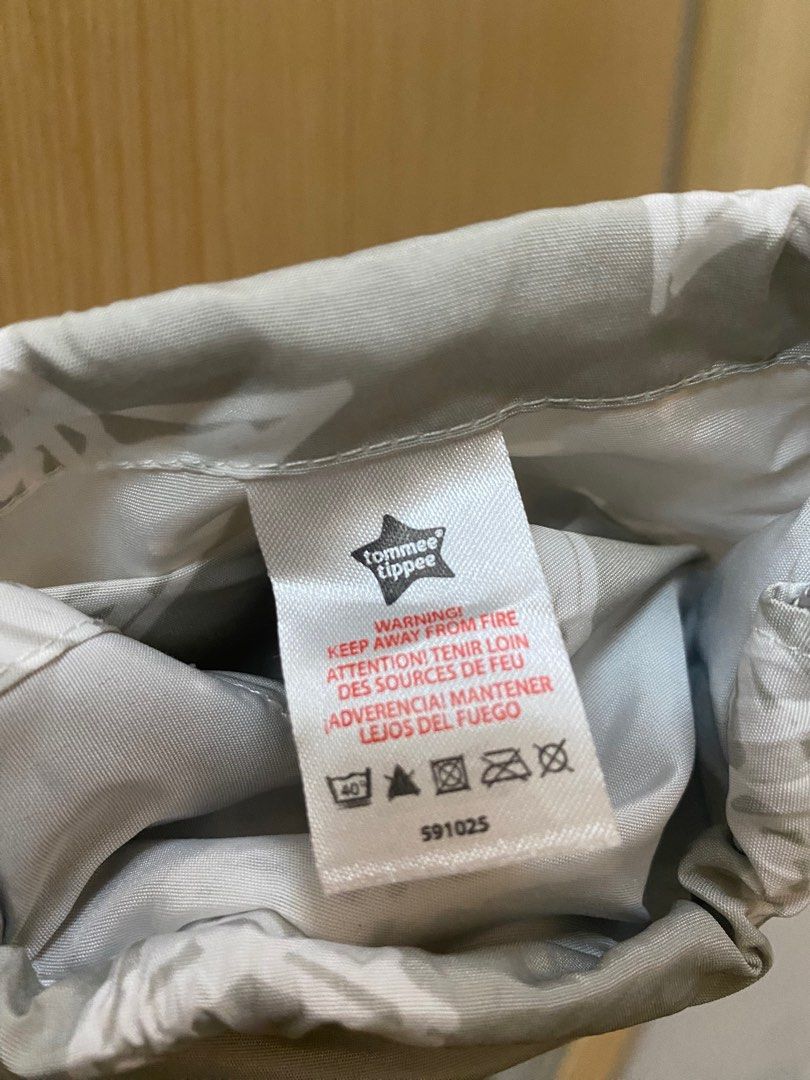 tommee
tippee
WARNING!
KEEP AWAY FROM FIRE
ATTENTION! TENIR LOIN
DES SOURCES DE FEU
¡ADVERENCIA! MANTENER
LEJOS DEL FUEGO
40°
591025